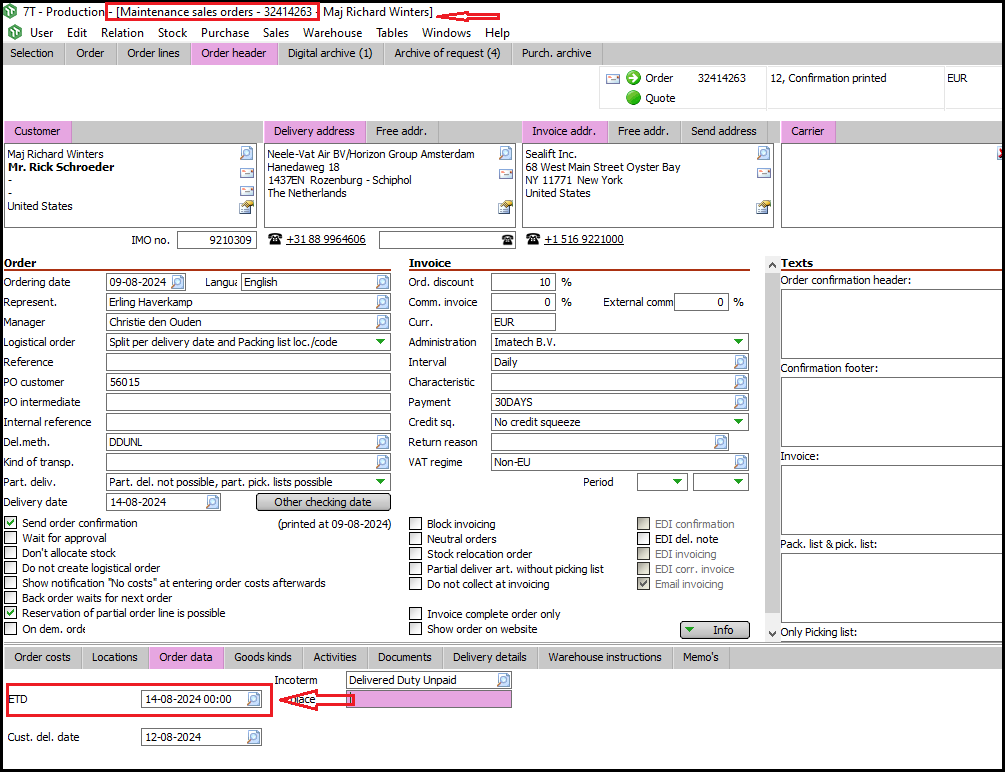 7T - Production - [Maintenance sales orders - 32414263 - Maj Richard Winters]
User Edit Relation Stock Purchase Sales Warehouse Tables Windows Help
Selection Order Order lines Order header Digital archive (1) Archive of request (4) Purch. archive
Order 32414263 12, Confirmation printed EUR
Quote
Customer Delivery address Free addr. Invoice addr. Free addr. Send address Carrier
Maj Richard Winters Neele-Vat Air BV/Horizon Group Amsterdam Sealift Inc.
Mr. Rick Schroeder Hanedaweg 18 68 West Main Street Oyster Bay
- 1437EN Rozenburg - Schiphol NY 11771 New York
- The Netherlands United States
United States
IMO no. 9210309 +31 88 9964606 +1 516 9221000
Order Invoice Texts
Ordering date 09-08-2024 Langua English Ord. discount 10 % Order confirmation header:
Represent. Erling Haverkamp Comm. invoice 0 % External comm 0 %
Manager Christie den Ouden Curr. EUR
Logistical order Split per delivery date and Packing list loc./code Administration Imatech B.V.
Reference Interval Daily Confirmation footer:
PO customer 56015 Characteristic
PO intermediate Payment 30DAYS
Internal reference Credit sq. No credit squeeze
Del.meth. DDUNL Return reason
Kind of transp. VAT regime Non-EU Invoice:
Part. deliv. Part. del. not possible, part. pick. lists possible Period
Delivery date 14-08-2024 Other checking date
Send order confirmation (printed at 09-08-2024) Block invoicing EDI confirmation
Wait for approval Neutral orders EDI del. note Pack. list & pick. list:
Don't allocate stock Stock relocation order EDI invoicing
Do not create logistical order Partial deliver art. without picking list EDI corr. invoice
Show notification "No costs" at entering order costs afterwards Do not collect at invoicing Email invoicing
Back order waits for next order
Reservation of partial order line is possible Invoice complete order only
On dem. orde Show order on website Info Only Picking list:
Order costs Locations Order data Goods kinds Activities Documents Delivery details Warehouse instructions Memo's
Incoterm Delivered Duty Unpaid
ETD 14-08-2024 00:00 place
Cust. del. date 12-08-2024